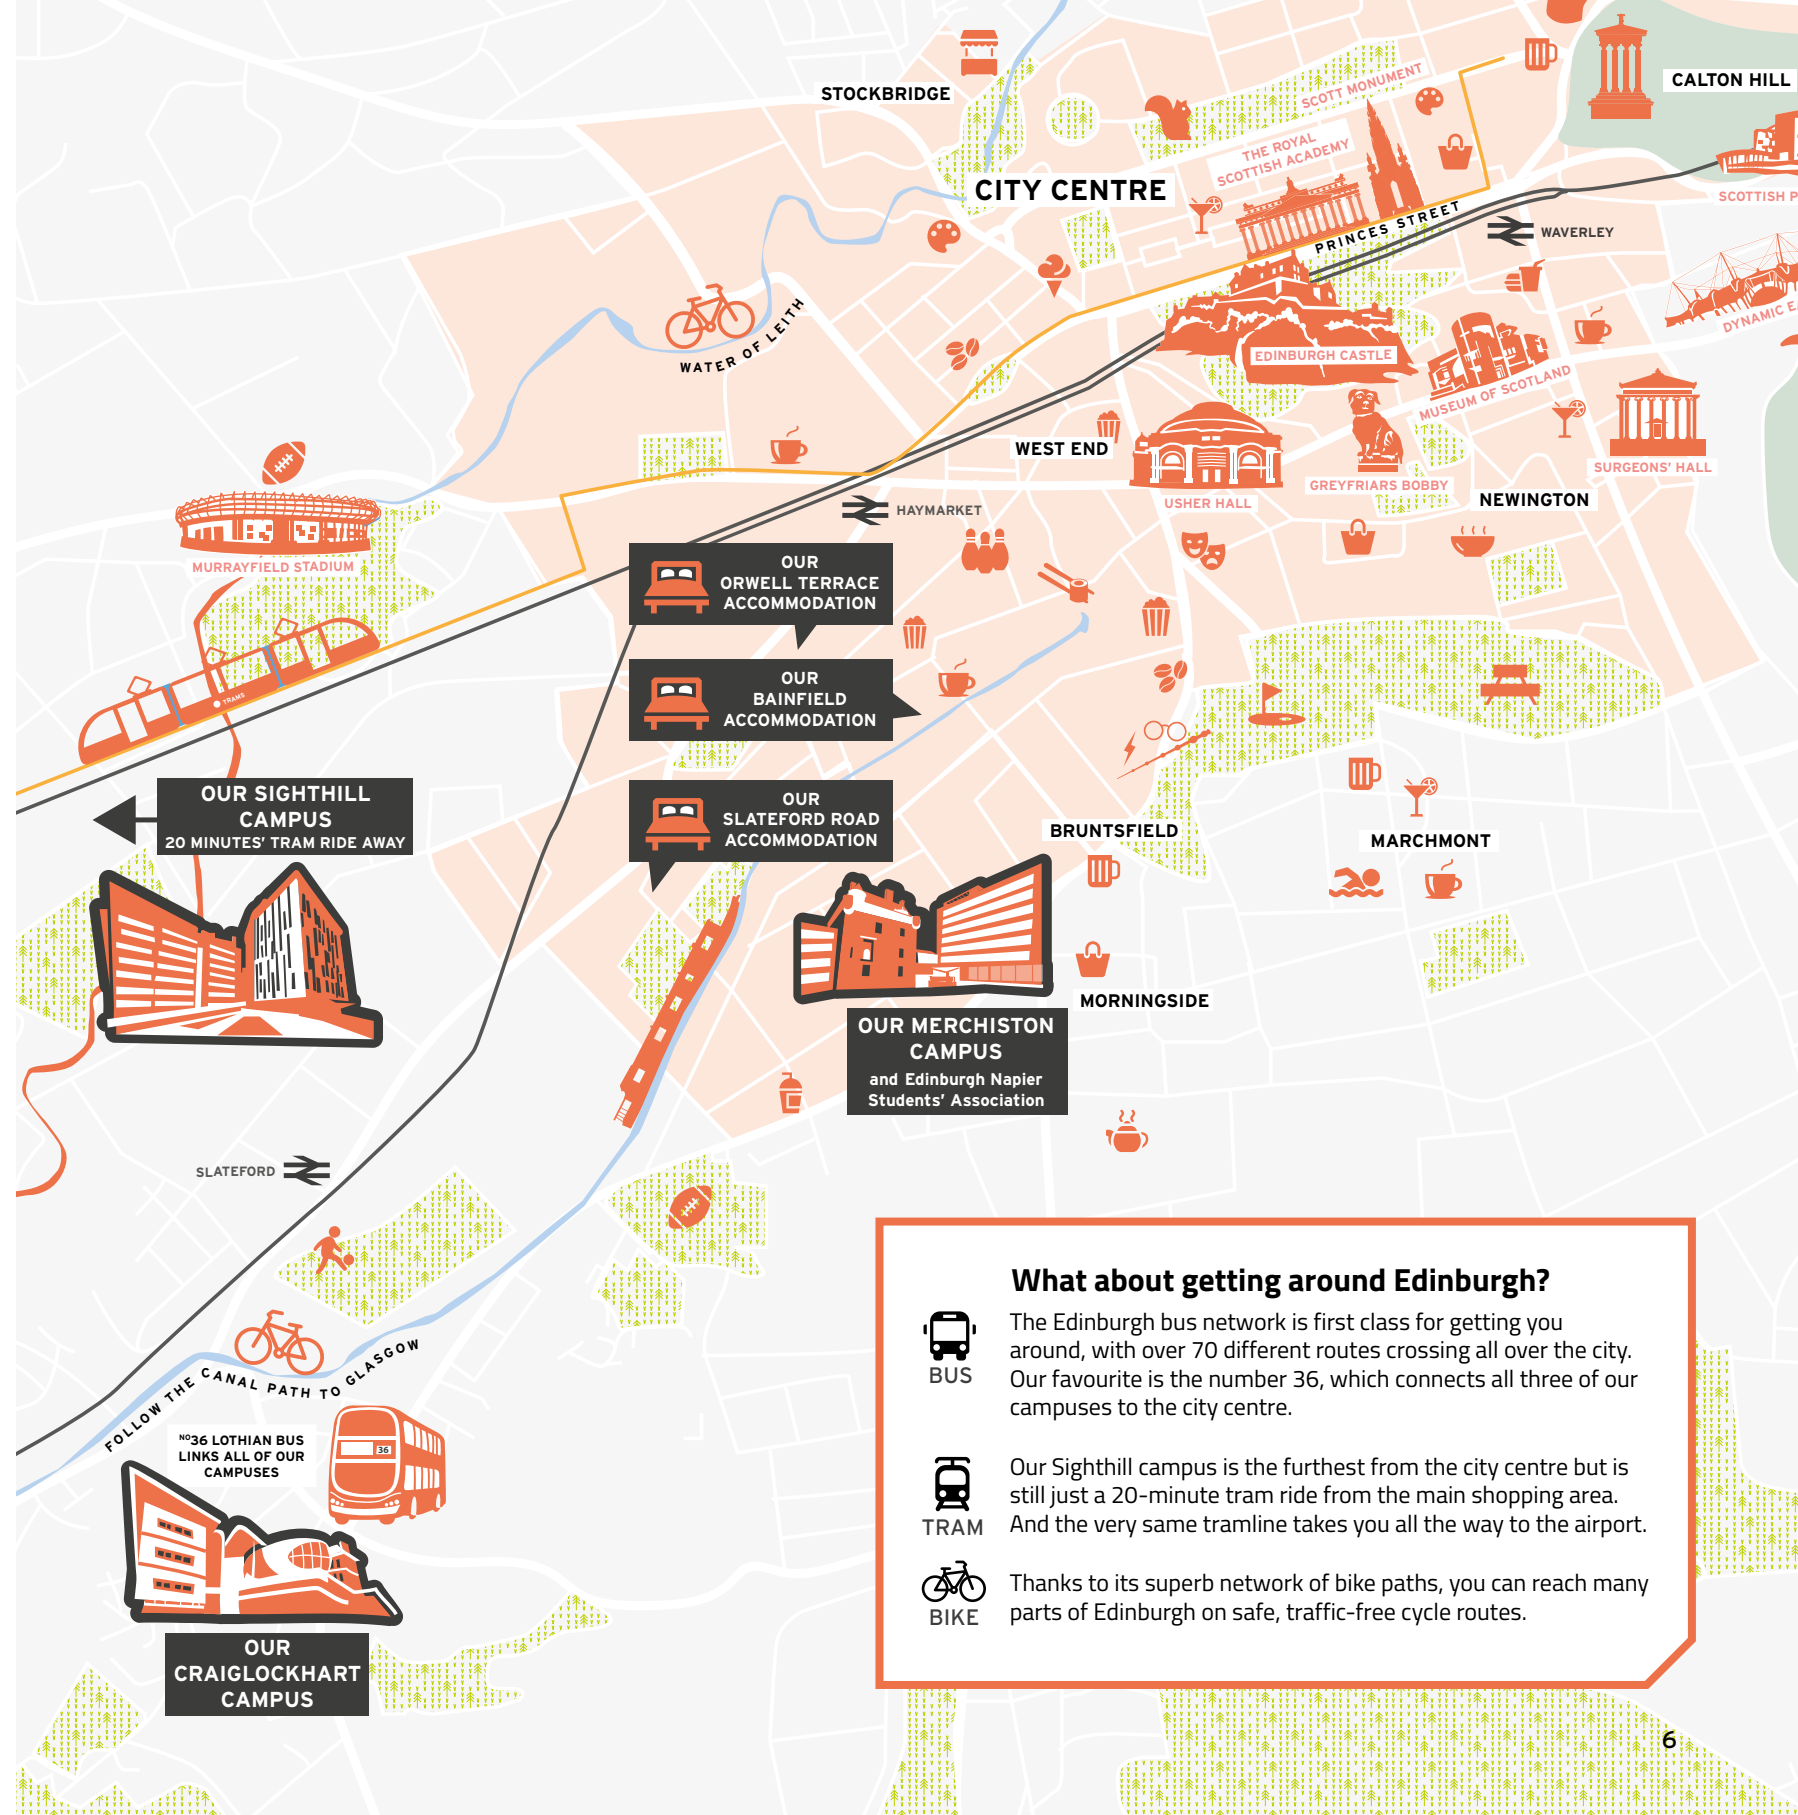 STOCKBRIDGE
CALTON HILL
SCOTT MONUMENT
THE ROYAL
SCOTTISH ACADEMY
CITY CENTRE
SCOTTISH P
PRINCES STREET
WAVERLEY
WATER OF LEITH
DYNAMIC E
EDINBURGH CASTLE
MUSEUM OF SCOTLAND
WEST END
SURGEONS' HALL
GREYFRIARS BOBBY
NEWINGTON
USHER HALL
HAYMARKET
MURRAYFIELD STADIUM
OUR
ORWELL TERRACE
ACCOMMODATION
OUR
BAINFIELD
ACCOMMODATION
TRAMS
OUR SIGHTHILL
CAMPUS
20 MINUTES' TRAM RIDE AWAY
OUR
SLATEFORD ROAD
ACCOMMODATION
BRUNTSFIELD
MARCHMONT
MORNINGSIDE
OUR MERCHISTON
CAMPUS
and Edinburgh Napier
Students' Association
SLATEFORD
FOLLOW THE CANAL PATH TO GLASGOW
NO36 LOTHIAN BUS
LINKS ALL OF OUR
CAMPUSES
36
OUR
CRAIGLOCKHART
CAMPUS
What about getting around Edinburgh?
BUS
The Edinburgh bus network is first class for getting you
around, with over 70 different routes crossing all over the city.
Our favourite is the number 36, which connects all three of our
campuses to the city centre.
TRAM
Our Sighthill campus is the furthest from the city centre but is
still just a 20-minute tram ride from the main shopping area.
And the very same tramline takes you all the way to the airport.
BIKE
Thanks to its superb network of bike paths, you can reach many
parts of Edinburgh on safe, traffic-free cycle routes.
6